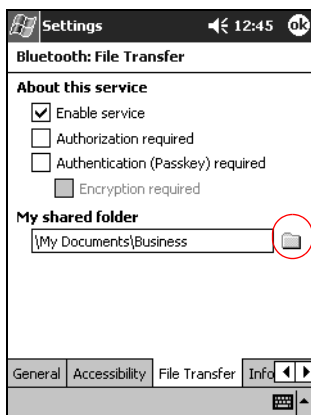 Settings 12:45 ok
Bluetooth: File Transfer
About this service
Enable service
Authorization required
Authentication (Passkey) required
Encryption required
My shared folder
\My Documents\Business
General Accessibility File Transfer Info